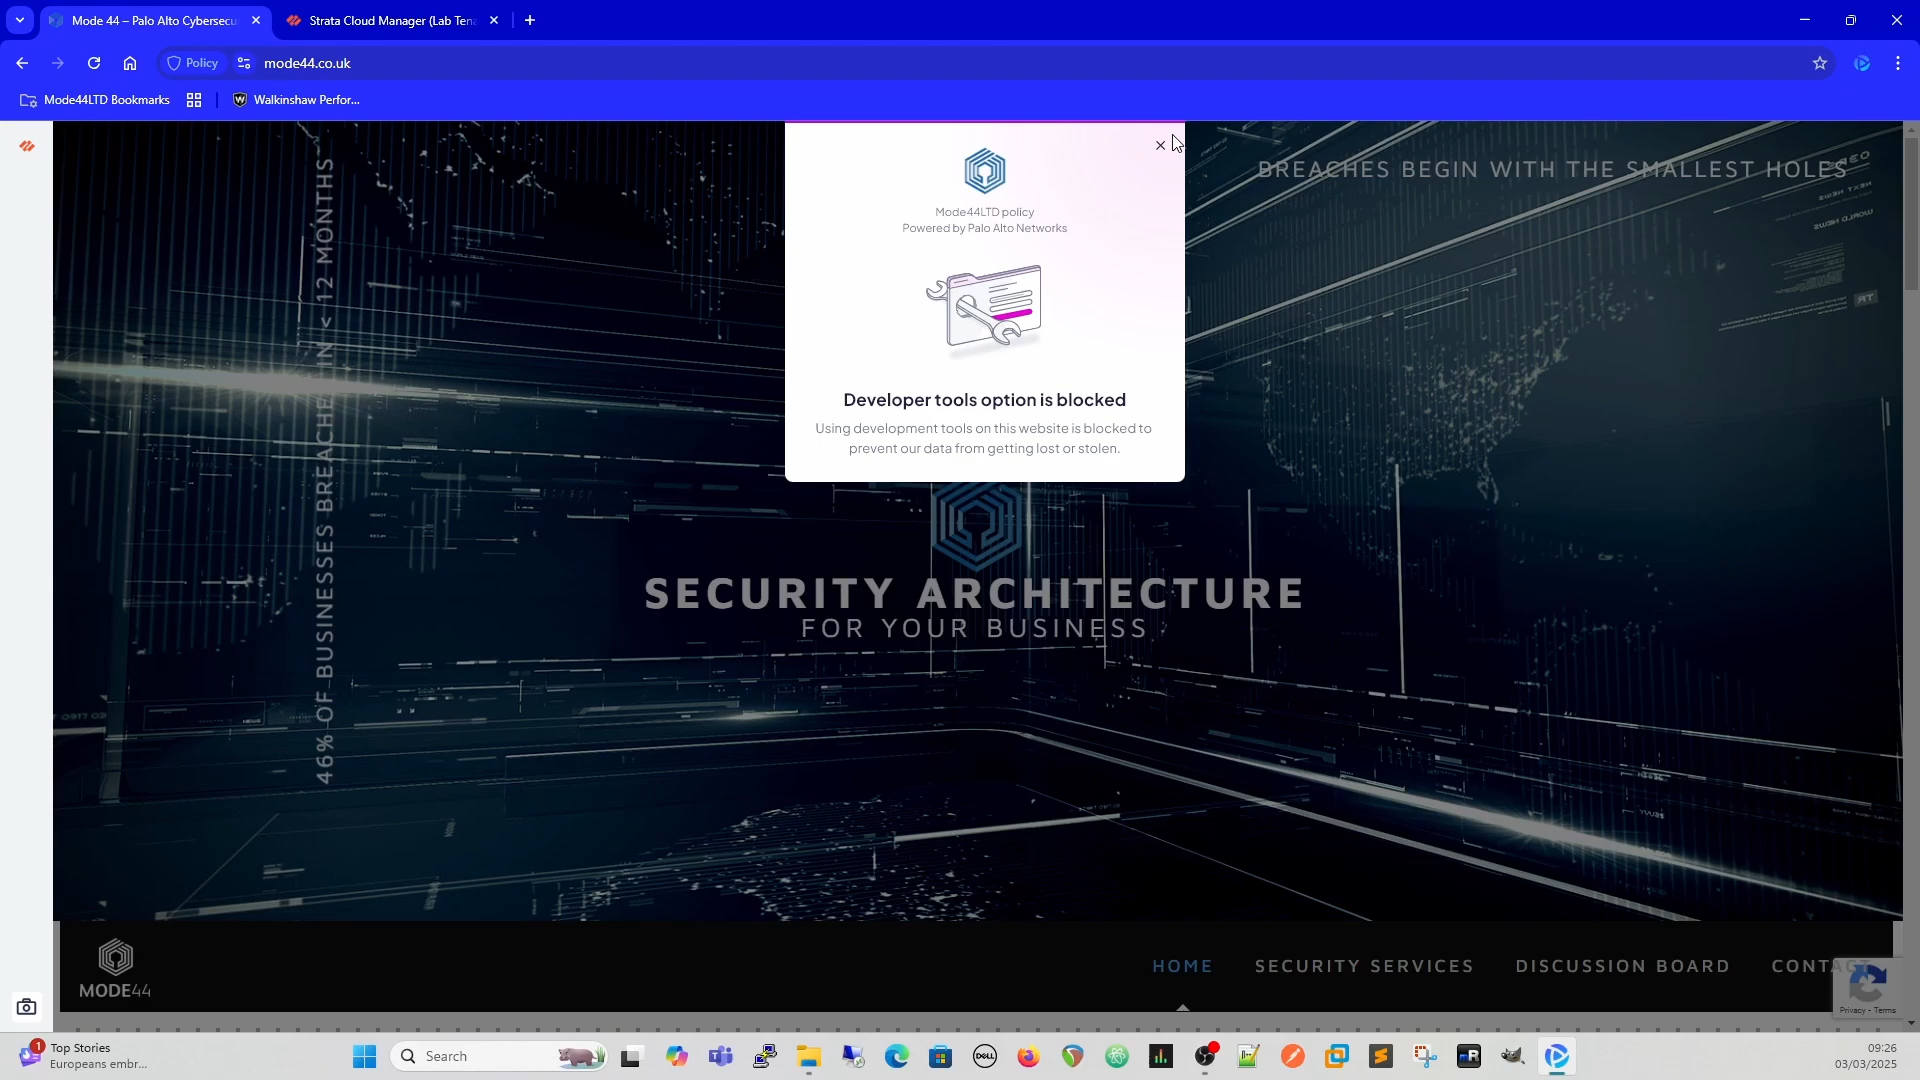 Mode 44 – Palo Alto Cybersecu
Strata Cloud Manager (Lab Tena
Policy
mode44.co.uk
Mode44LTD Bookmarks
Walkinshaw Perfor...
BREACHES BEGIN WITH THE SMALLEST HOLES
46% OF BUSINESSES BREACHED IN < 12 MONTHS
Mode44LTD policy
Powered by Palo Alto Networks
Developer tools option is blocked
Using development tools on this website is blocked to
prevent our data from getting lost or stolen.
SECURITY ARCHITECTURE
FOR YOUR BUSINESS
MODE44
HOME
SECURITY SERVICES
DISCUSSION BOARD
CONTACT
Privacy - Terms
1
Top Stories
Europeans embr...
Search
DELL
09:26
03/03/2025